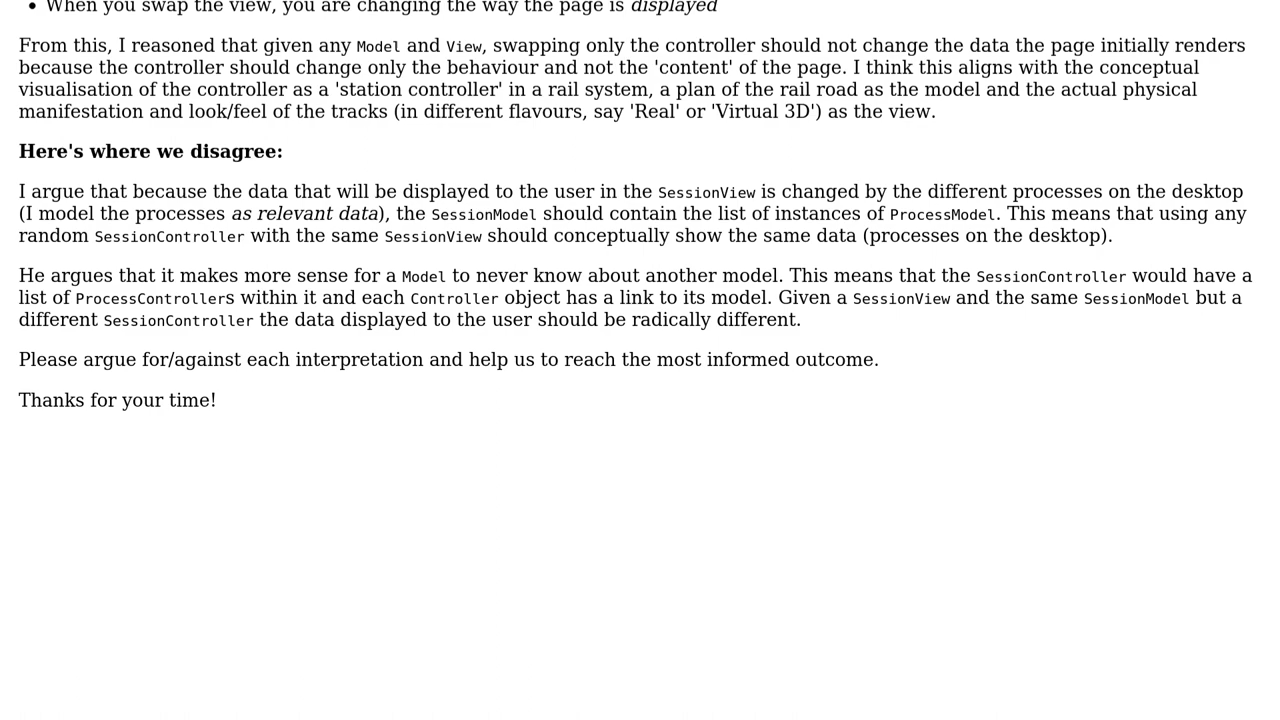 When you swap the view, you are changing the way the page is displayed
From this, I reasoned that given any Model and View, swapping only the controller should not change the data the page initially renders
because the controller should change only the behaviour and not the 'content' of the page. I think this aligns with the conceptual
visualisation of the controller as a 'station controller' in a rail system, a plan of the rail road as the model and the actual physical
manifestation and look/feel of the tracks (in different flavours, say 'Real' or 'Virtual 3D') as the view.
Here's where we disagree:
I argue that because the data that will be displayed to the user in the SessionView is changed by the different processes on the desktop
(I model the processes as relevant data), the SessionModel should contain the list of instances of ProcessModel. This means that using any
random SessionController with the same SessionView should conceptually show the same data (processes on the desktop).
He argues that it makes more sense for a Model to never know about another model. This means that the SessionController would have a
list of ProcessControllers within it and each Controller object has a link to its model. Given a SessionView and the same SessionModel but a
different SessionController the data displayed to the user should be radically different.
Please argue for/against each interpretation and help us to reach the most informed outcome.
Thanks for your time!